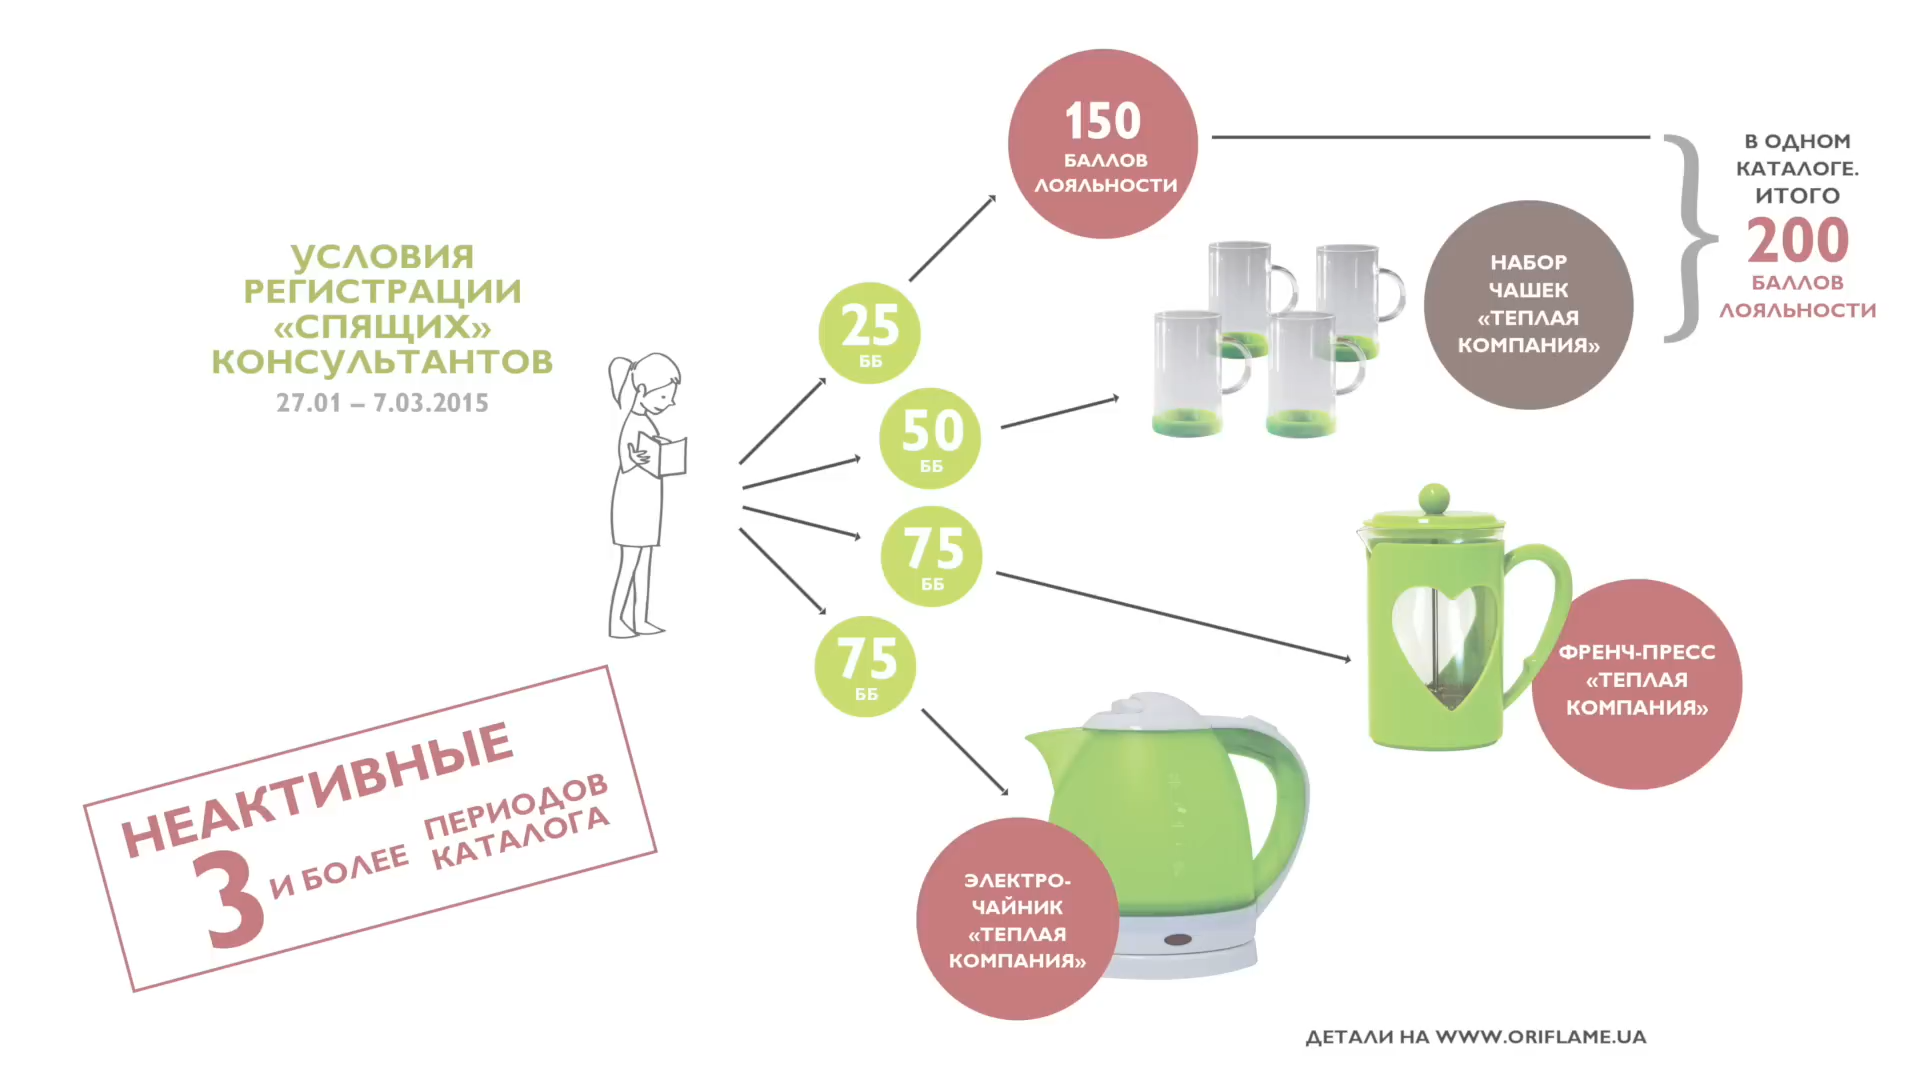 УСЛОВИЯ
РЕГИСТРАЦИИ
«СПЯЩИХ»
КОНСУЛЬТАНТОВ
27.01 – 7.03.2015
НЕАКТИВНЫЕ
3 И БОЛЕЕ ПЕРИОДОВ
КАТАЛОГА
25
ББ
150
БАЛЛОВ
ЛОЯЛЬНОСТИ
50
ББ
НАБОР
ЧАШЕК
«ТЕПЛАЯ
КОМПАНИЯ»
В ОДНОМ
КАТАЛОГЕ.
ИТОГО
200
БАЛЛОВ
ЛОЯЛЬНОСТИ
75
ББ
ФРЕНЧ-ПРЕСС
«ТЕПЛАЯ
КОМПАНИЯ»
75
ББ
ЭЛЕКТРО-
ЧАЙНИК
«ТЕПЛАЯ
КОМПАНИЯ»
ДЕТАЛИ НА WWW.ORIFLAME.UA